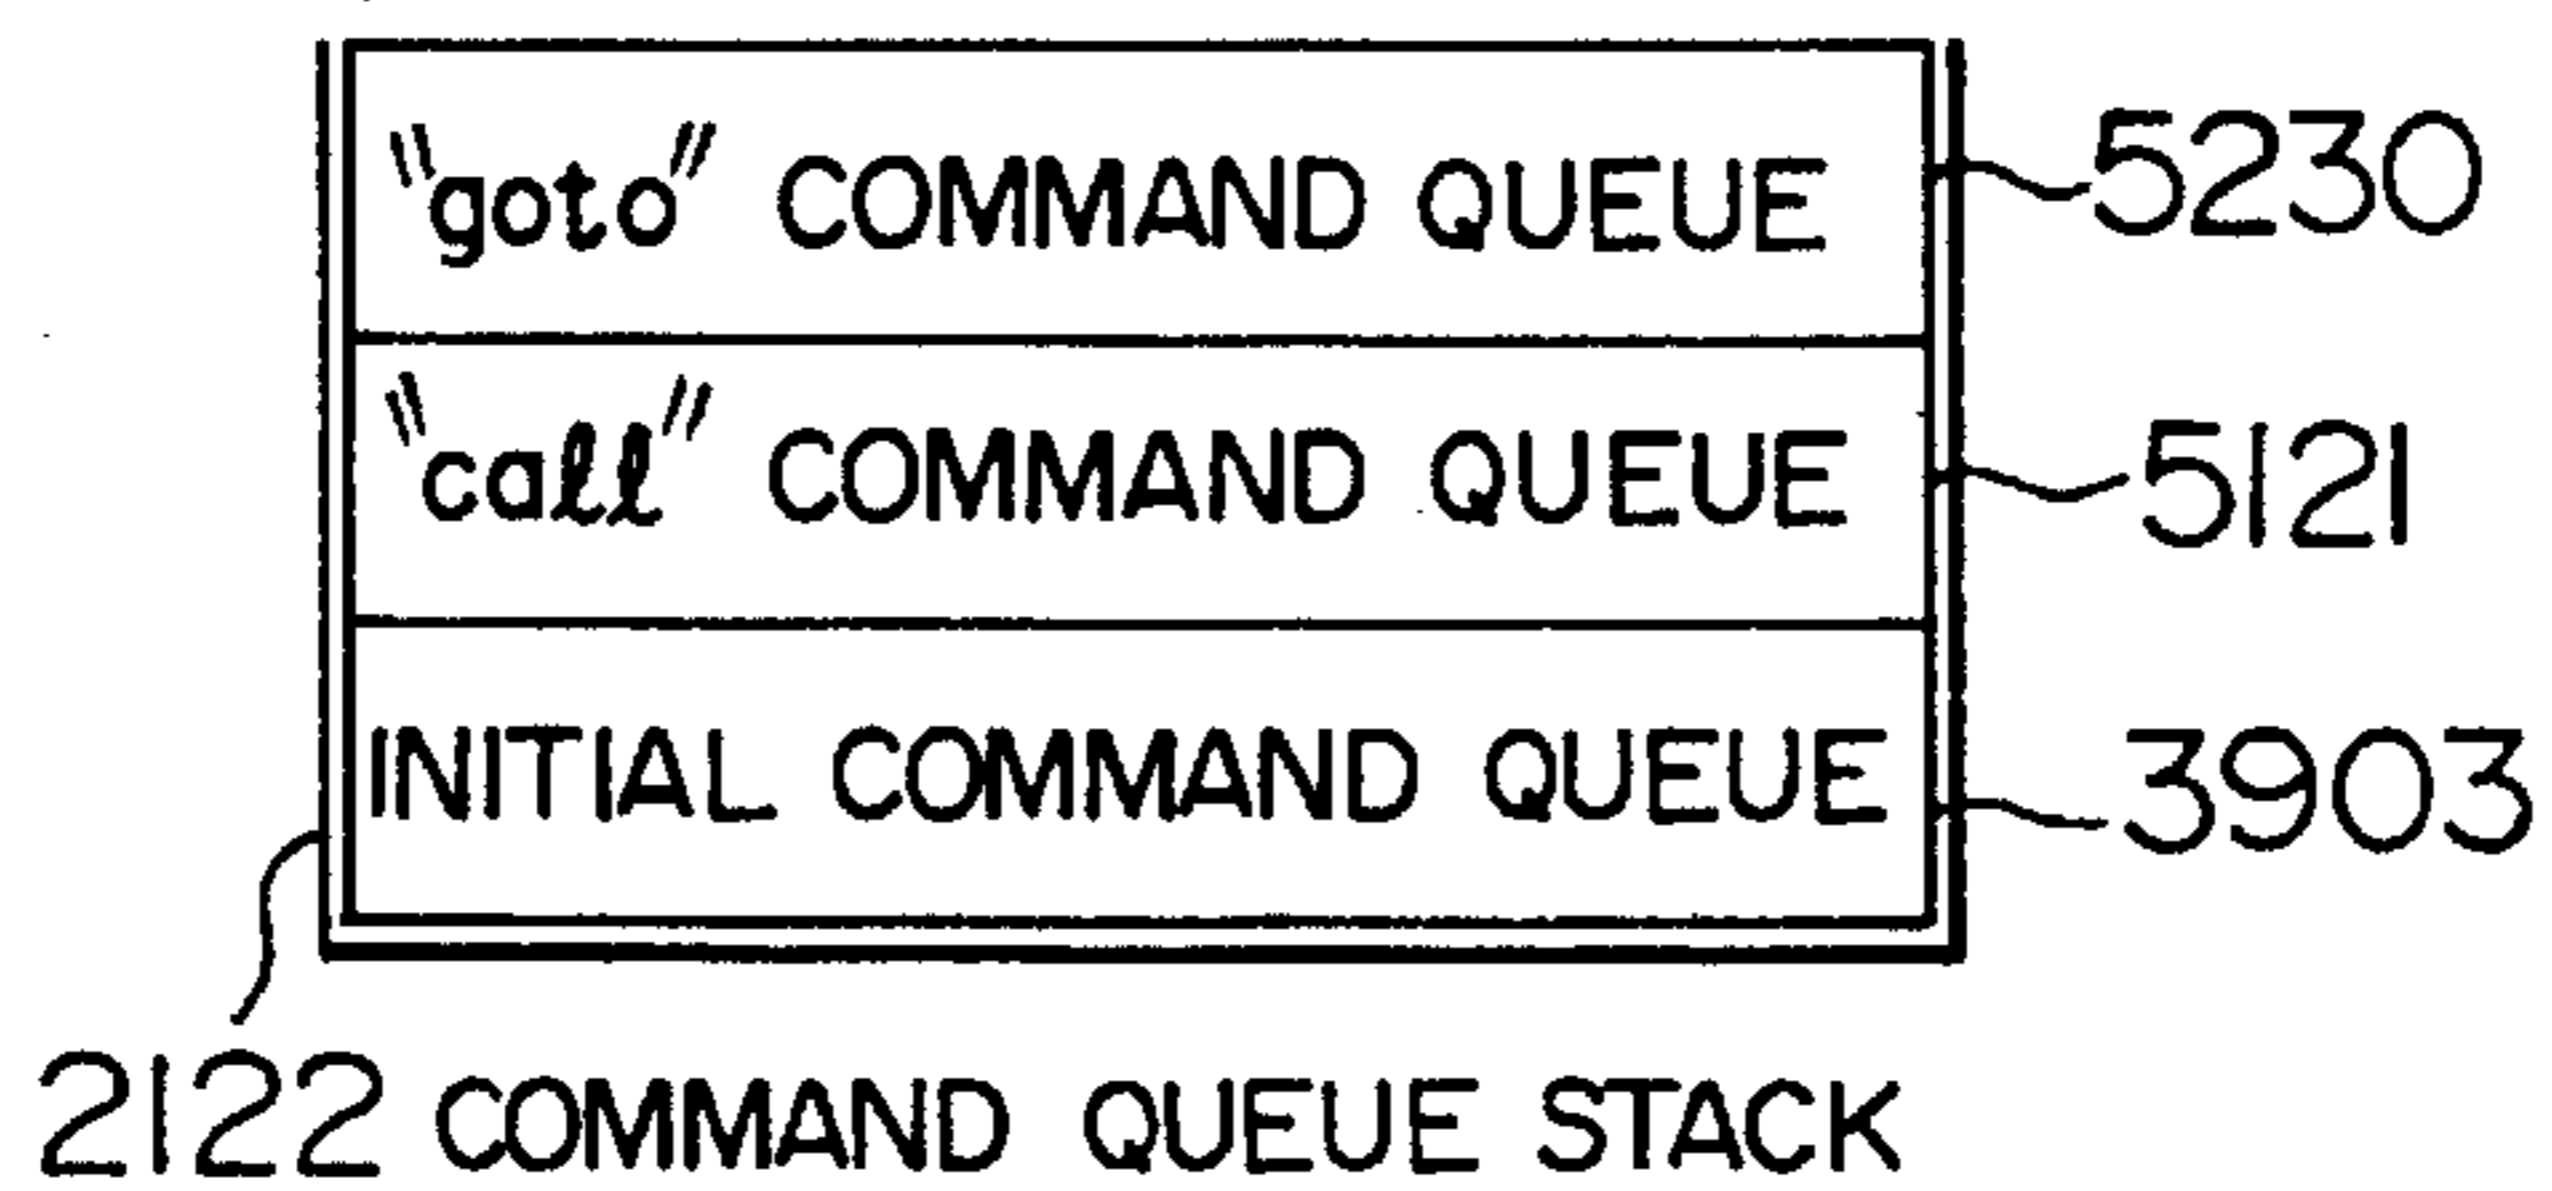 "goto" COMMAND QUEUE 5230
"call" COMMAND QUEUE 5121
INITIAL COMMAND QUEUE 3903
2122 COMMAND QUEUE STACK